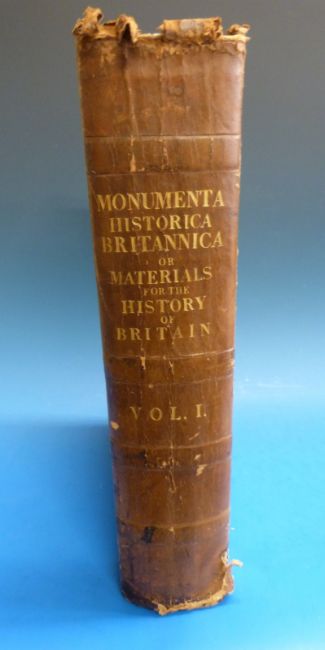 MONUMENTA
HISTORICA
BRITANNICA
OR
MATERIALS
FOR THE
HISTORY
OF
BRITAIN
VOL. I.